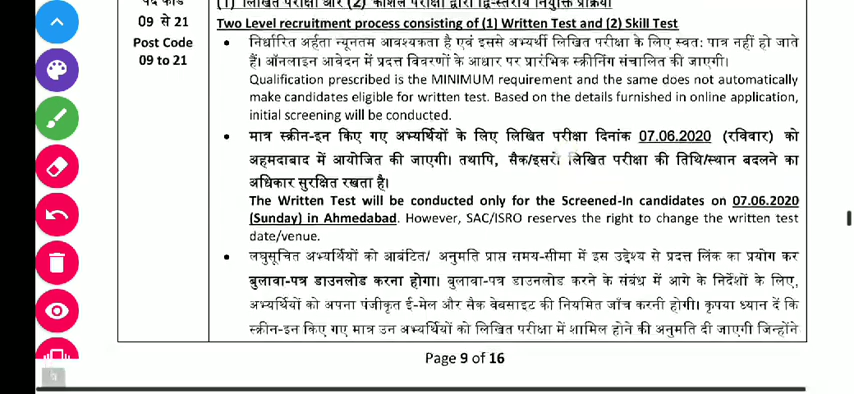 पद कोड
09 से 21
Post Code
09 to 21
(1) लिखित परीक्षा और (2) कौशल परीक्षा द्वारा द्वि-स्तरीय नियुक्ति प्रक्रिया
Two Level recruitment process consisting of (1) Written Test and (2) Skill Test
• निर्धारित अर्हता न्यूनतम आवश्यकता है एवं इससे अभ्यर्थी लिखित परीक्षा के लिए स्वतः पात्र नहीं हो जाते
हैं। ऑनलाइन आवेदन में प्रदत्त विवरणों के आधार पर प्रारंभिक स्क्रीनिंग संचालित की जाएगी।
Qualification prescribed is the MINIMUM requirement and the same does not automatically
make candidates eligible for written test. Based on the details furnished in online application,
initial screening will be conducted.
• मात्र स्क्रीन-इन किए गए अभ्यर्थियों के लिए लिखित परीक्षा दिनांक 07.06.2020 (रविवार) को
अहमदाबाद में आयोजित की जाएगी। तथापि, सैक/इसरो लिखित परीक्षा की तिथि/स्थान बदलने का
अधिकार सुरक्षित रखता है।
The Written Test will be conducted only for the Screened-In candidates on 07.06.2020
(Sunday) in Ahmedabad. However, SAC/ISRO reserves the right to change the written test
date/venue.
• लघुसूचित अभ्यर्थियों को आबंटित/ अनुमति प्राप्त समय-सीमा में इस उद्देश्य से प्रदत्त लिंक का प्रयोग कर
बुलावा-पत्र डाउनलोड करना होगा। बुलावा-पत्र डाउनलोड करने के संबंध में आगे के निर्देशों के लिए,
अभ्यर्थियों को अपना पंजीकृत ई-मेल और सैक वेबसाइट की नियमित जाँच करनी होगी। कृपया ध्यान दें कि
स्क्रीन-इन किए गए मात्र उन अभ्यर्थियों को लिखित परीक्षा में शामिल होने की अनुमति दी जाएगी जिन्होंने
Page 9 of 16